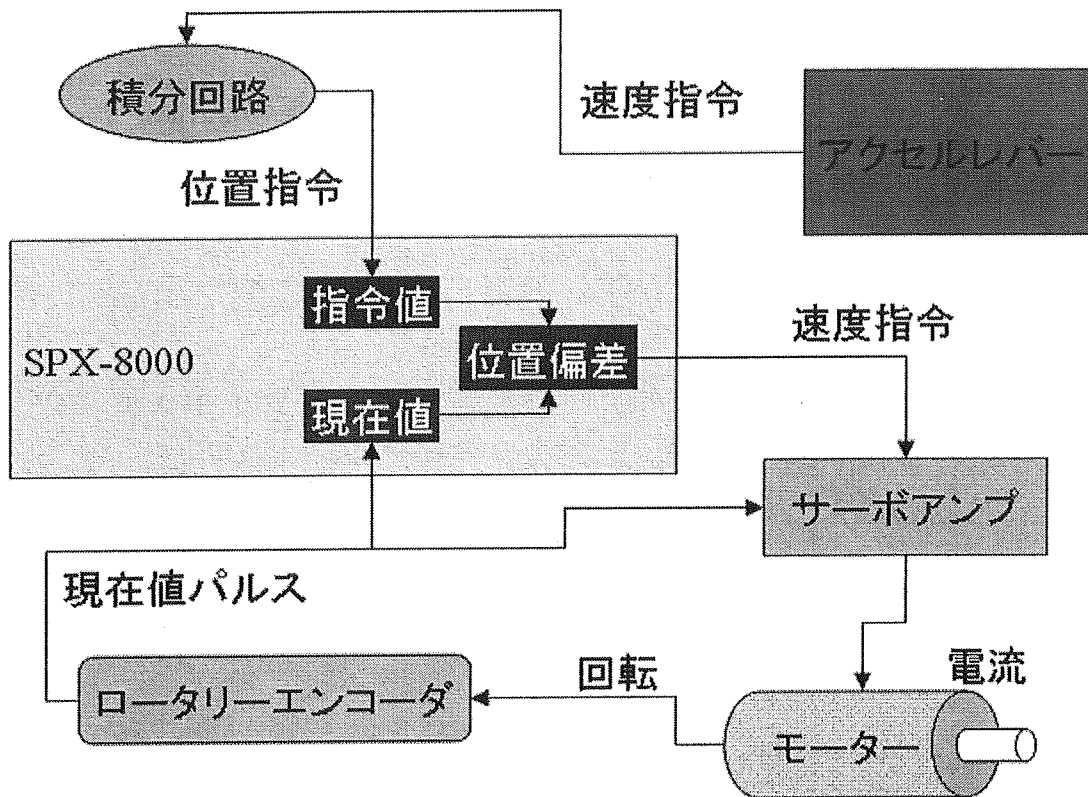 積分回路
速度指令
アクセルレバー
位置指令
SPX-8000
指令値
位置偏差
現在値
速度指令
サーボアンプ
現在値パルス
ロータリーエンコーダ
回転
電流
モーター